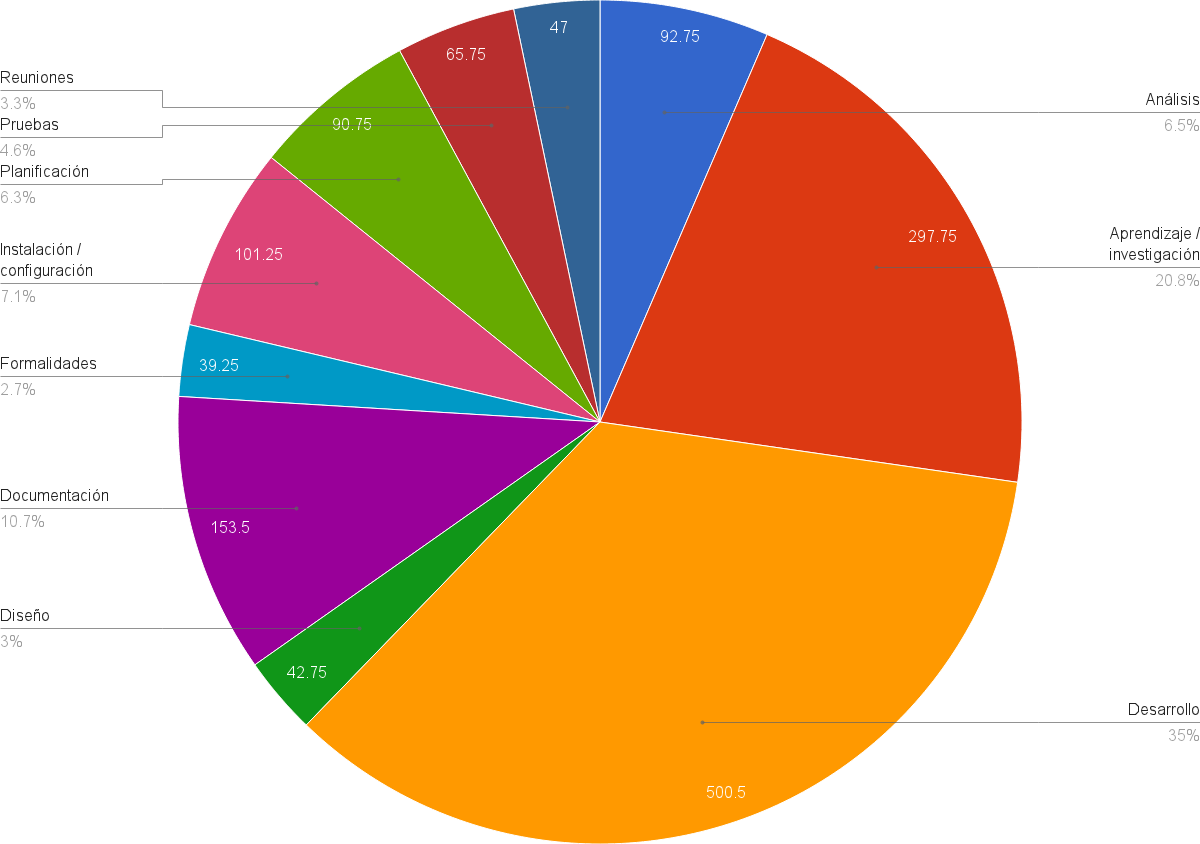 47
92.75
65.75
Reuniones
3.3%
Análisis
6.5%
Pruebas
4.6%
90.75
Planificación
6.3%
297.75
Aprendizaje /
investigación
20.8%
Instalación /
configuración
7.1%
101.25
Formalidades
2.7%
39.25
Documentación
10.7%
153.5
Diseño
3%
42.75
Desarrollo
35%
500.5